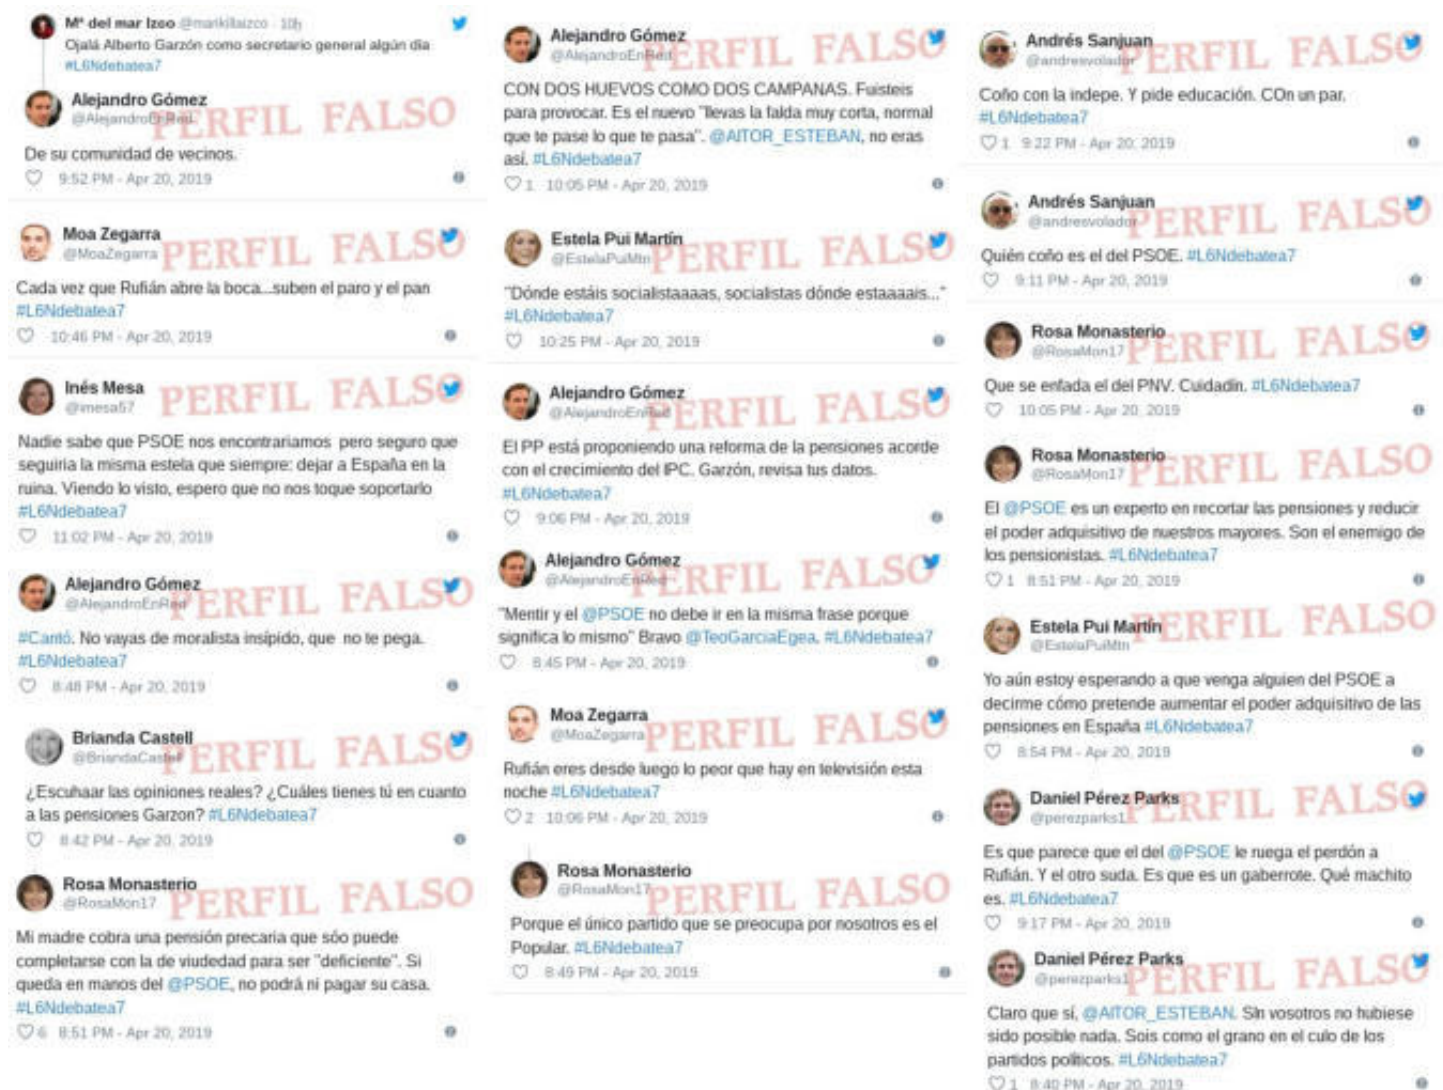 Mª del mar Izco @marikillaizco · 10h
Ojalá Alberto Garzón como secretario general algún día
#L6Ndebatea7
Alejandro Gómez
@AlejandroEnRed
PERFIL FALSO
De su comunidad de vecinos.
9:52 PM - Apr 20, 2019
Moa Zegarra
@MoaZegarra
PERFIL FALSO
Cada vez que Rufián abre la boca...suben el paro y el pan
#L6Ndebatea7
10:46 PM - Apr 20, 2019
Inés Mesa
@imesa57
PERFIL FALSO
Nadie sabe que PSOE nos encontrariamos pero seguro que
seguiria la misma estela que siempre: dejar a España en la
ruina. Viendo lo visto, espero que no nos toque soportarlo
#L6Ndebatea7
11:02 PM - Apr 20, 2019
Alejandro Gómez
@AlejandroEnRed
PERFIL FALSO
#Cantó. No vayas de moralista insípido, que no te pega.
#L6Ndebatea7
8:48 PM - Apr 20, 2019
Brianda Castell
@BriandaCastell
PERFIL FALSO
¿Escuhaar las opiniones reales? ¿Cuáles tienes tú en cuanto
a las pensiones Garzon? #L6Ndebatea7
8:42 PM - Apr 20, 2019
Rosa Monasterio
@RosaMon17
PERFIL FALSO
Mi madre cobra una pensión precaria que sóo puede
completarse con la de viudedad para ser "deficiente". Si
queda en manos del @PSOE, no podrá ni pagar su casa.
#L6Ndebatea7
6 8:51 PM - Apr 20, 2019
Alejandro Gómez
@AlejandroEnRed
PERFIL FALSO
CON DOS HUEVOS COMO DOS CAMPANAS. Fuisteis
para provocar. Es el nuevo "llevas la falda muy corta, normal
que te pase lo que te pasa". @AITOR_ESTEBAN, no eras
así. #L6Ndebatea7
1 10:05 PM - Apr 20, 2019
Estela Pui Martín
@EstelaPuiMtn
PERFIL FALSO
"Dónde estáis socialistaaaas, socialistas dónde estaaaais..."
#L6Ndebatea7
10:25 PM - Apr 20, 2019
Alejandro Gómez
@AlejandroEnRed
PERFIL FALSO
El PP está proponiendo una reforma de la pensiones acorde
con el crecimiento del IPC. Garzón, revisa tus datos.
#L6Ndebatea7
9:06 PM - Apr 20, 2019
Alejandro Gómez
@AlejandroEnRed
PERFIL FALSO
"Mentir y el @PSOE no debe ir en la misma frase porque
significa lo mismo" Bravo @TeoGarciaEgea. #L6Ndebatea7
8:45 PM - Apr 20, 2019
Moa Zegarra
@MoaZegarra
PERFIL FALSO
Rufián eres desde luego lo peor que hay en televisión esta
noche #L6Ndebatea7
2 10:06 PM - Apr 20, 2019
Rosa Monasterio
@RosaMon17
PERFIL FALSO
Porque el único partido que se preocupa por nosotros es el
Popular. #L6Ndebatea7
8:49 PM - Apr 20, 2019
Andrés Sanjuan
@andresvolador
PERFIL FALSO
Coño con la indepe. Y pide educación. COn un par.
#L6Ndebatea7
1 9:22 PM - Apr 20, 2019
Andrés Sanjuan
@andresvolador
PERFIL FALSO
Quién coño es el del PSOE. #L6Ndebatea7
9:11 PM - Apr 20, 2019
Rosa Monasterio
@RosaMon17
PERFIL FALSO
Que se enfada el del PNV. Cuidadín. #L6Ndebatea7
10:05 PM - Apr 20, 2019
Rosa Monasterio
@RosaMon17
PERFIL FALSO
El @PSOE es un experto en recortar las pensiones y reducir
el poder adquisitivo de nuestros mayores. Son el enemigo de
los pensionistas. #L6Ndebatea7
1 8:51 PM - Apr 20, 2019
Estela Pui Martín
@EstelaPuiMtn
PERFIL FALSO
Yo aún estoy esperando a que venga alguien del PSOE a
decirme cómo pretende aumentar el poder adquisitivo de las
pensiones en España #L6Ndebatea7
8:54 PM - Apr 20, 2019
Daniel Pérez Parks
@perezparks1
PERFIL FALSO
Es que parece que el del @PSOE le ruega el perdón a
Rufián. Y el otro suda. Es que es un gaberrote. Qué machito
es. #L6Ndebatea7
9:17 PM - Apr 20, 2019
Daniel Pérez Parks
@perezparks1
PERFIL FALSO
Claro que sí, @AITOR_ESTEBAN. SIn vosotros no hubiese
sido posible nada. Sois como el grano en el culo de los
partidos políticos. #L6Ndebatea7
1 8:40 PM - Apr 20, 2019